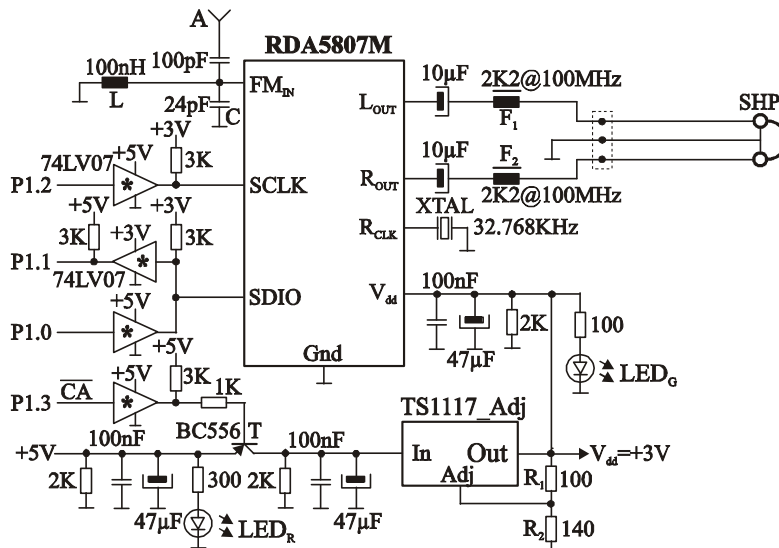 A
RDA5807M
100pF
100nH
L
FM_IN
24pF
C
10µF
2K2@100MHz
L_OUT
F_1
SHP
+3V
+5V
74LV07
*
3K
P1.2
SCLK
10µF
F_2
R_OUT
2K2@100MHz
+5V
+3V
+3V
XTAL
3K
*
3K
R_CLK
32.768KHz
P1.1
74LV07
+5V
SDIO
100nF
V_dd
P1.0
*
2K
100
+5V
Gnd
47µF
LED_G
P1.3
CA
+5V
*
3K
1K
TS1117_Adj
BC556
T
+5V
100nF
100nF
In
Out
V_dd=+3V
Adj
2K
300
2K
R_1
100
47µF
LED_R
47µF
R_2
140